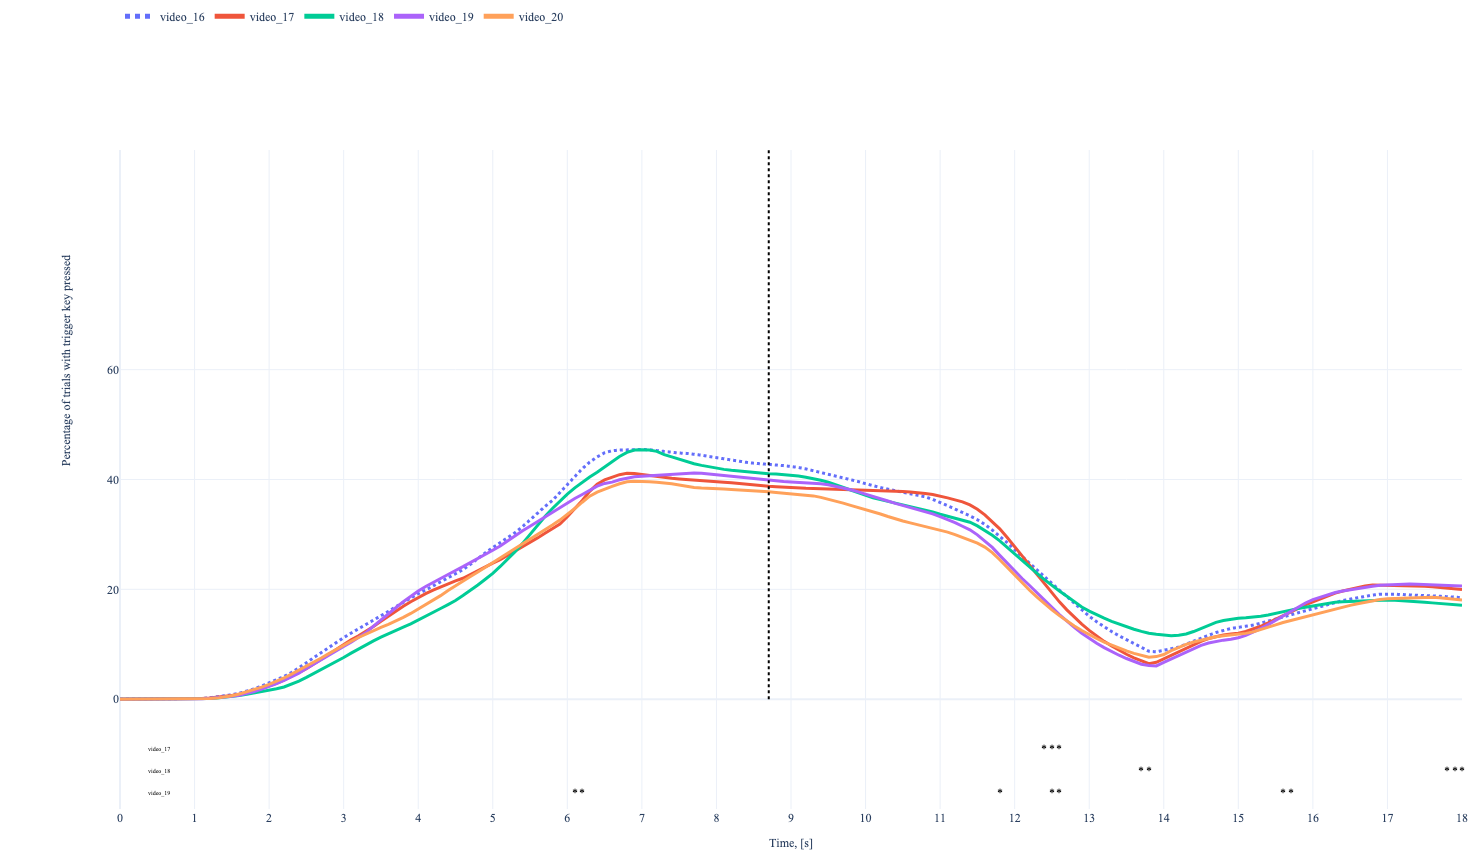 video_16 video_17 video_18 video_19 video_20
Percentage of trials with trigger key pressed
60
40
20
0
video_17 ***
video_18 ** ***
video_19 ** * ** **
0 1 2 3 4 5 6 7 8 9 10 11 12 13 14 15 16 17 18
Time, [s]